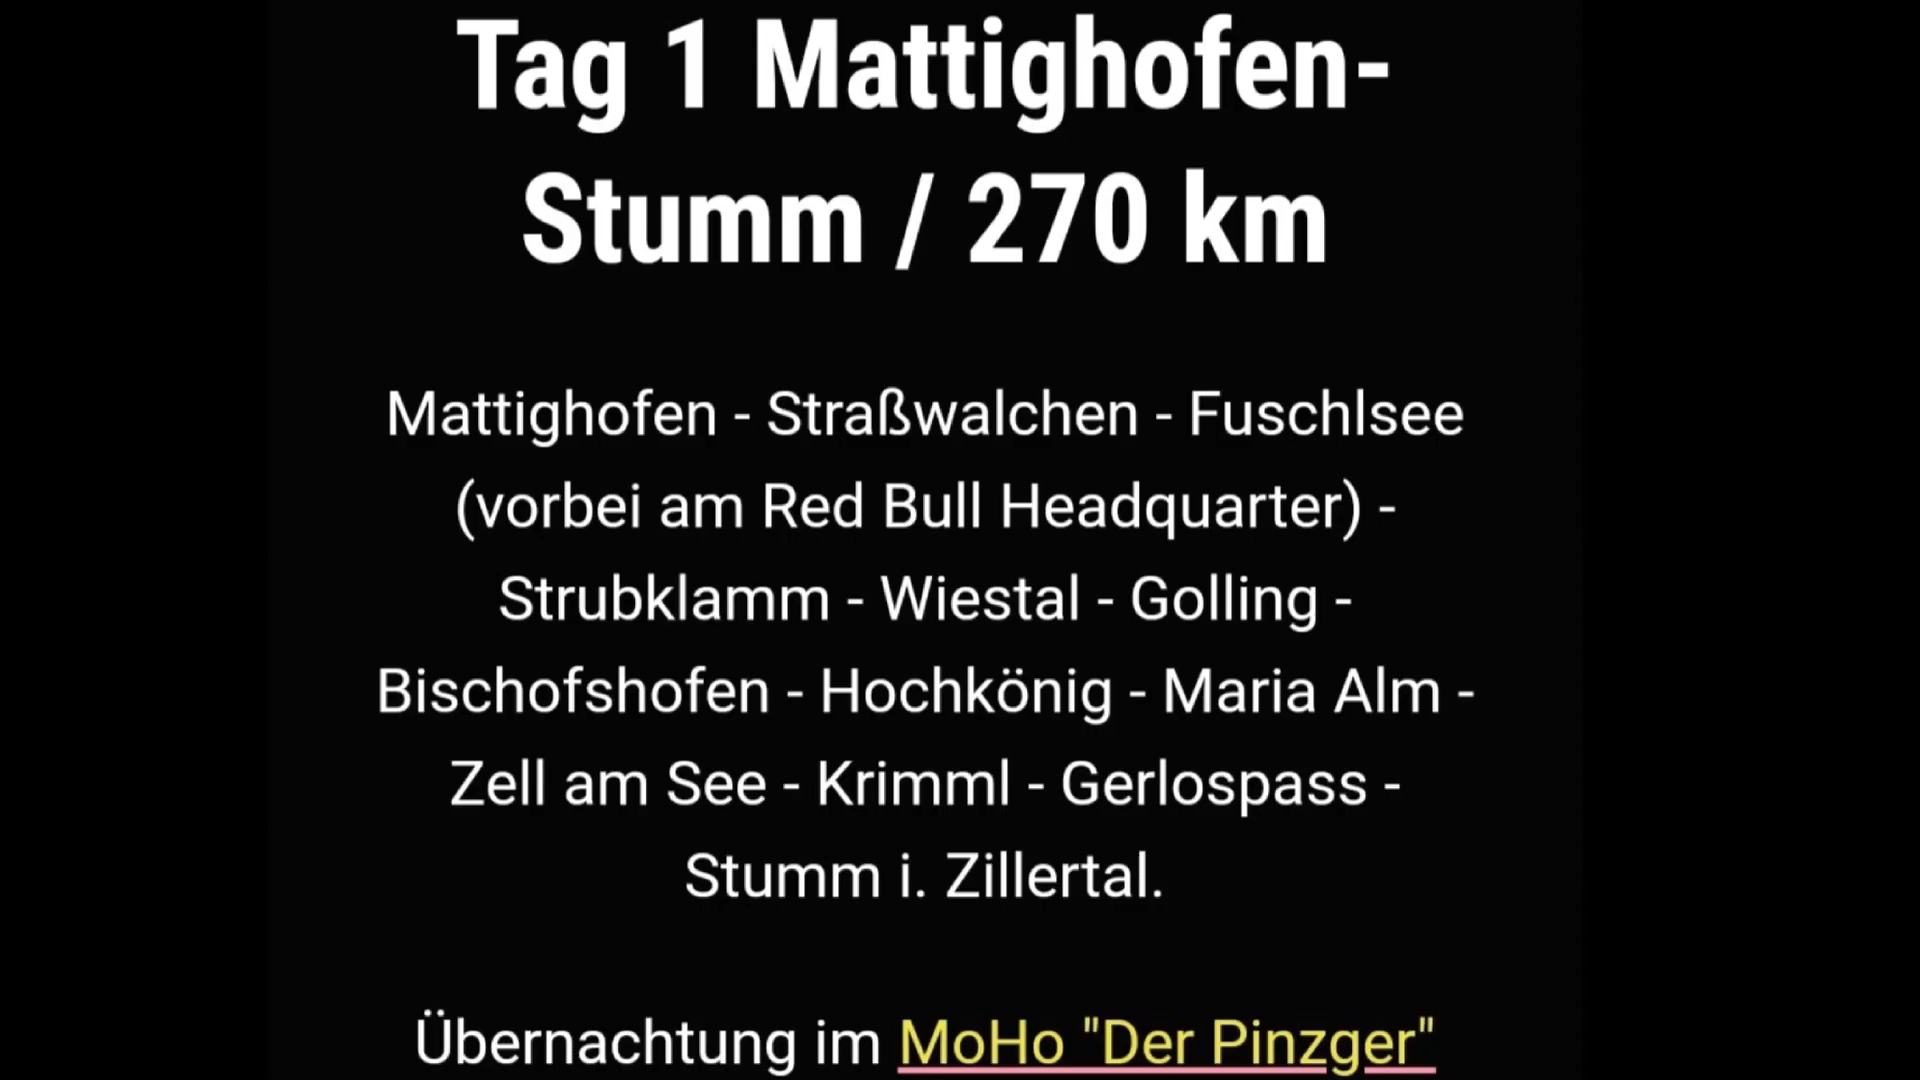 Tag 1 Mattighofen-
Stumm / 270 km
Mattighofen - Straßwalchen - Fuschlsee
(vorbei am Red Bull Headquarter) -
Strubklamm - Wiestal - Golling -
Bischofshofen - Hochkönig - Maria Alm -
Zell am See - Krimml - Gerlospass -
Stumm i. Zillertal.
Übernachtung im MoHo "Der Pinzger"